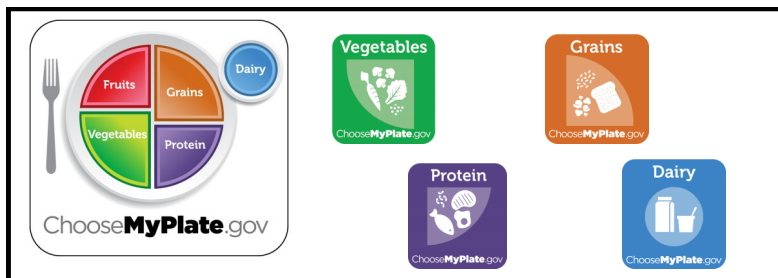 Fruits
Grains
Dairy
Vegetables
Protein
ChooseMyPlate.gov
Vegetables
ChooseMyPlate.gov
Grains
ChooseMyPlate.gov
Protein
ChooseMyPlate.gov
Dairy
ChooseMyPlate.gov